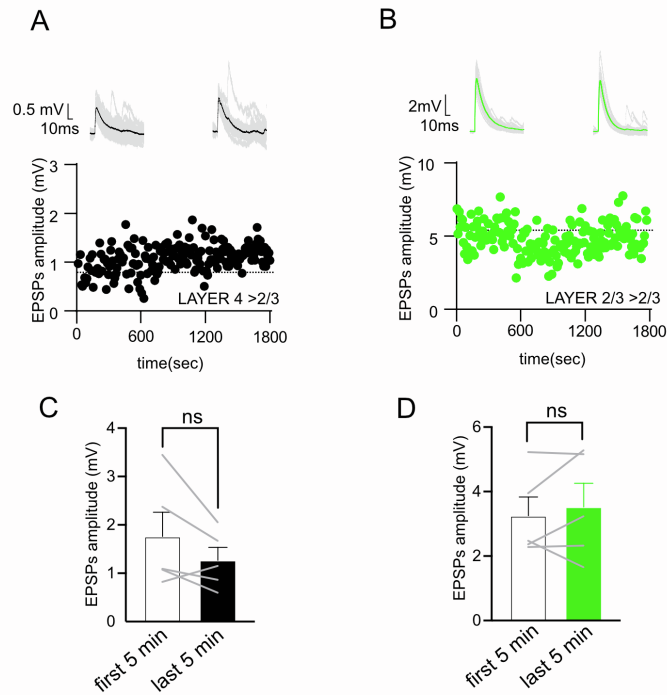 A
0.5 mV
10ms
EPSPs amplitude (mV)
3
2
1
0
LAYER 4 >2/3
0
600
1200
1800
time(sec)
B
2mV
10ms
EPSPs amplitude (mV)
10
5
0
LAYER 2/3 >2/3
0
600
1200
1800
time(sec)
C
ns
EPSPs amplitude (mV)
4
3
2
1
0
first 5 min
last 5 min
D
ns
EPSPs amplitude (mV)
6
4
2
0
first 5 min
last 5 min